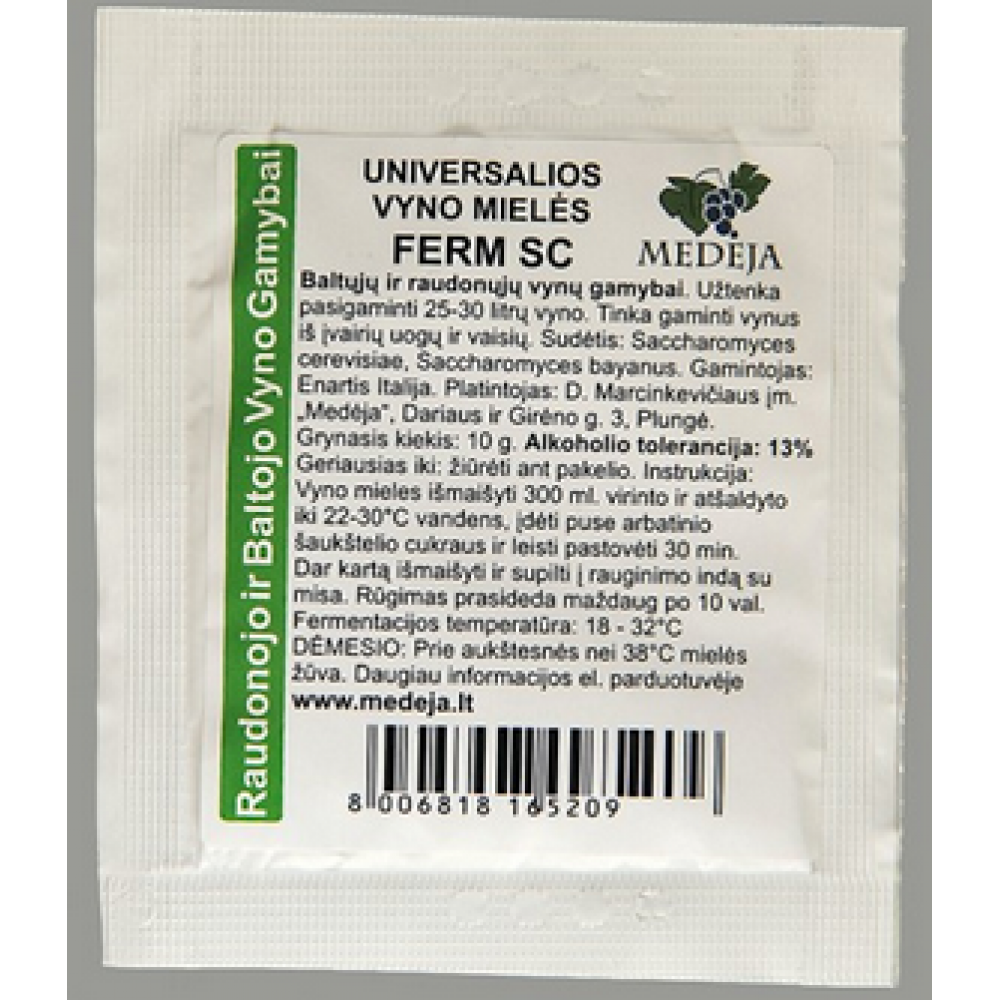 Raudonojo ir Baltojo Vyno Gamybai
UNIVERSALIOS
VYNO MIELĖS
FERM SC
MEDEJA
Baltųjų ir raudonųjų vynų gamybai. Užtenka
pasigaminti 25-30 litrų vyno. Tinka gaminti vynus
iš įvairių uogų ir vaisių. Sudėtis: Saccharomyces
cerevisiae, Saccharomyces bayanus. Gamintojas:
Enartis Italija. Platintojas: D. Marcinkevičiaus įm.
„Medėja", Dariaus ir Girėno g. 3, Plungė.
Grynasis kiekis: 10 g. Alkoholio tolerancija: 13%
Geriausias iki: žiūrėti ant pakelio. Instrukcija:
Vyno mieles išmaišyti 300 ml. virinto ir atšaldyto
iki 22-30°C vandens, įdėti puse arbatinio
šaukštelio cukraus ir leisti pastovėti 30 min.
Dar kartą išmaišyti ir supilti į rauginimo indą su
misa. Rūgimas prasideda maždaug po 10 val.
Fermentacijos temperatūra: 18 - 32°C
DĖMESIO: Prie aukštesnės nei 38°C mielės
žūva. Daugiau informacijos el. parduotuvėje
www.medeja.lt
8 006818 165209